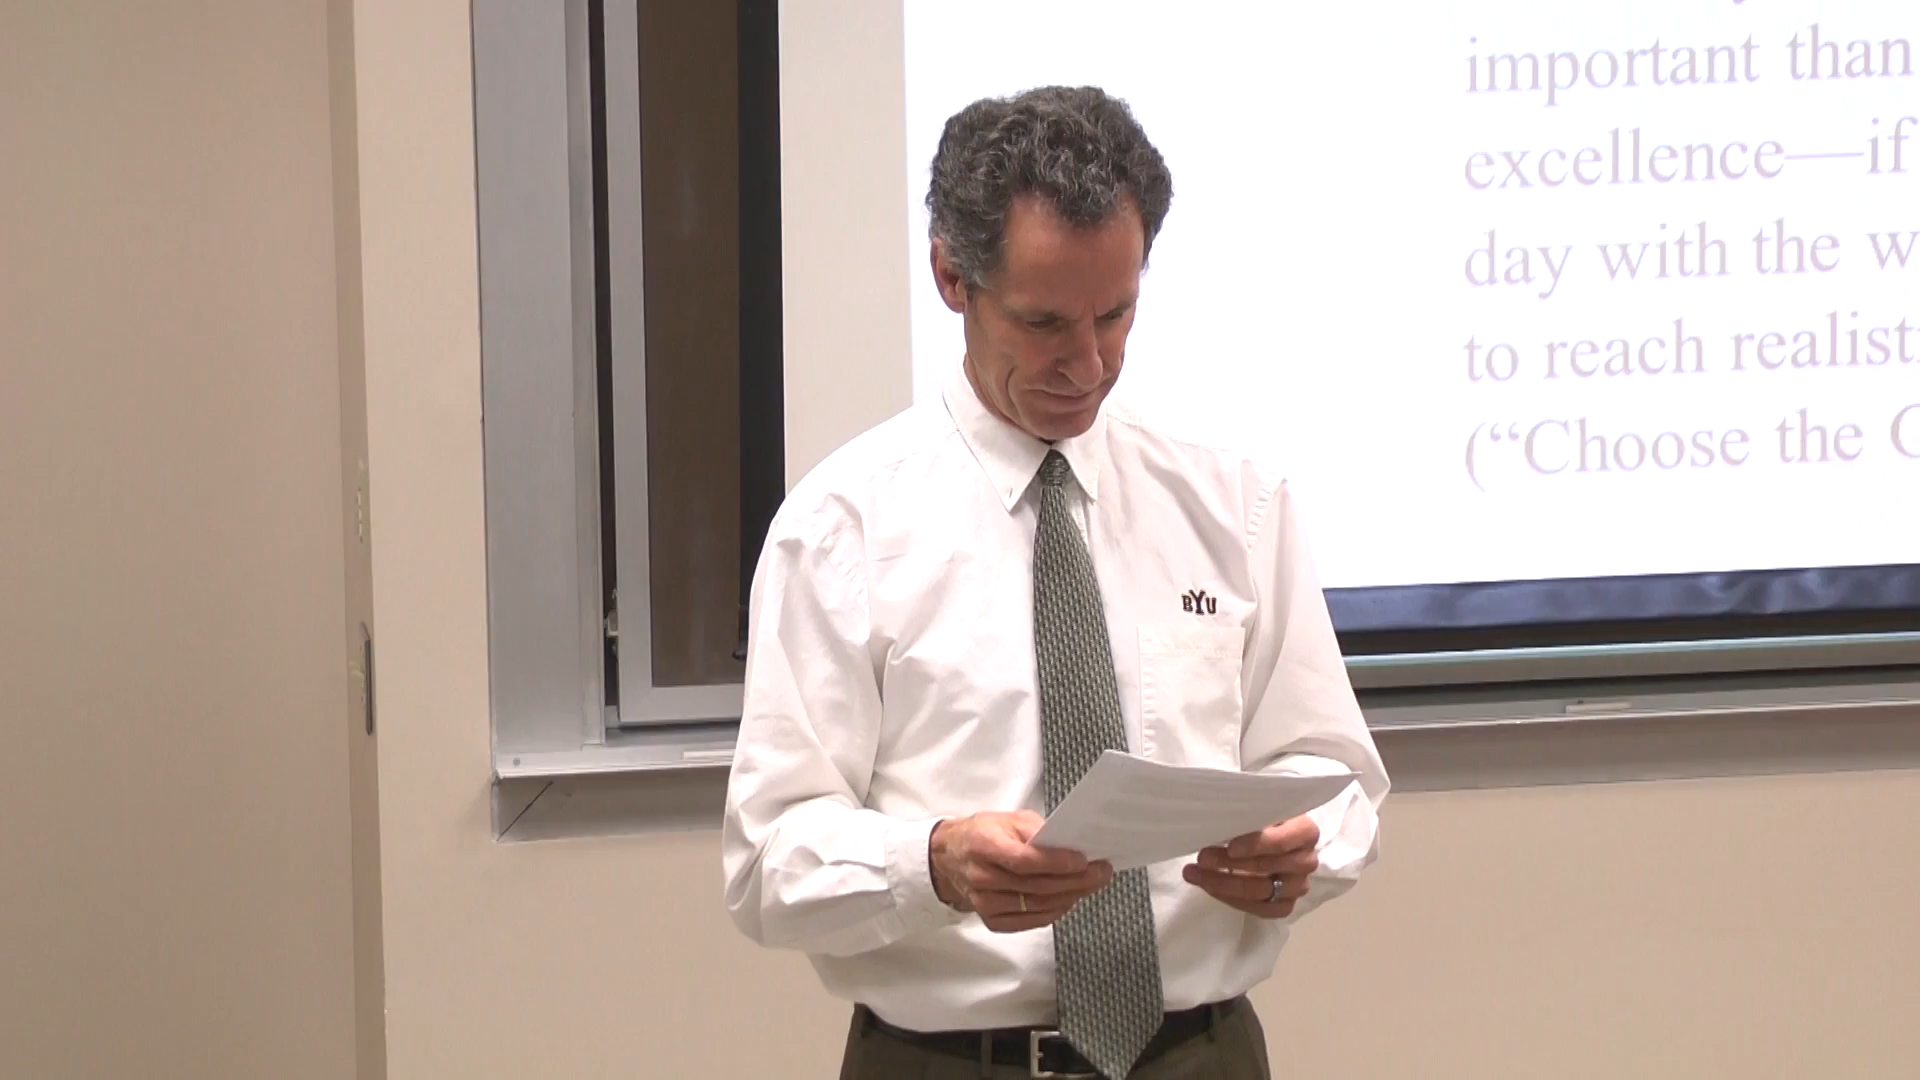 important than
excellence—if
day with the w
to reach realist
("Choose the
BYU